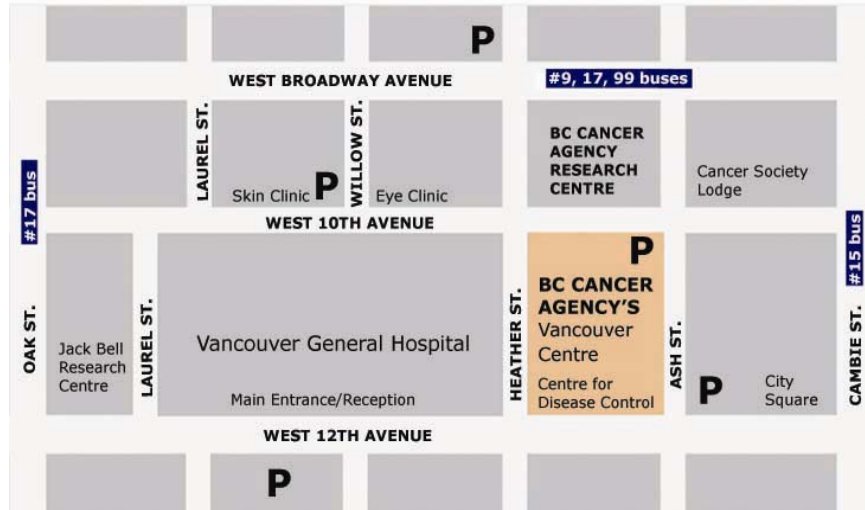 P
WEST BROADWAY AVENUE
#9, 17, 99 buses
LAUREL ST.
WILLOW ST.
BC CANCER
AGENCY
RESEARCH
CENTRE
Cancer Society
Lodge
Skin Clinic
P
Eye Clinic
#17 bus
WEST 10TH AVENUE
#15 bus
P
BC CANCER
AGENCY'S
Vancouver
Centre
Centre for
Disease Control
OAK ST.
Jack Bell
Research
Centre
LAUREL ST.
Vancouver General Hospital
Main Entrance/Reception
HEATHER ST.
ASH ST.
P
City
Square
CAMBIE ST.
WEST 12TH AVENUE
P